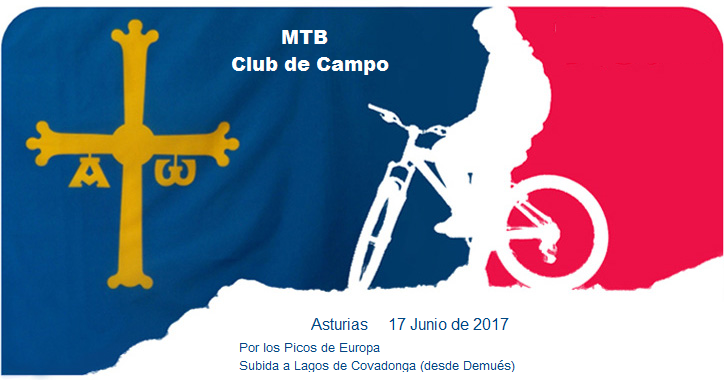 MTB
Club de Campo
Α ω
Asturias 17 Junio de 2017
Por los Picos de Europa
Subida a Lagos de Covadonga (desde Demués)